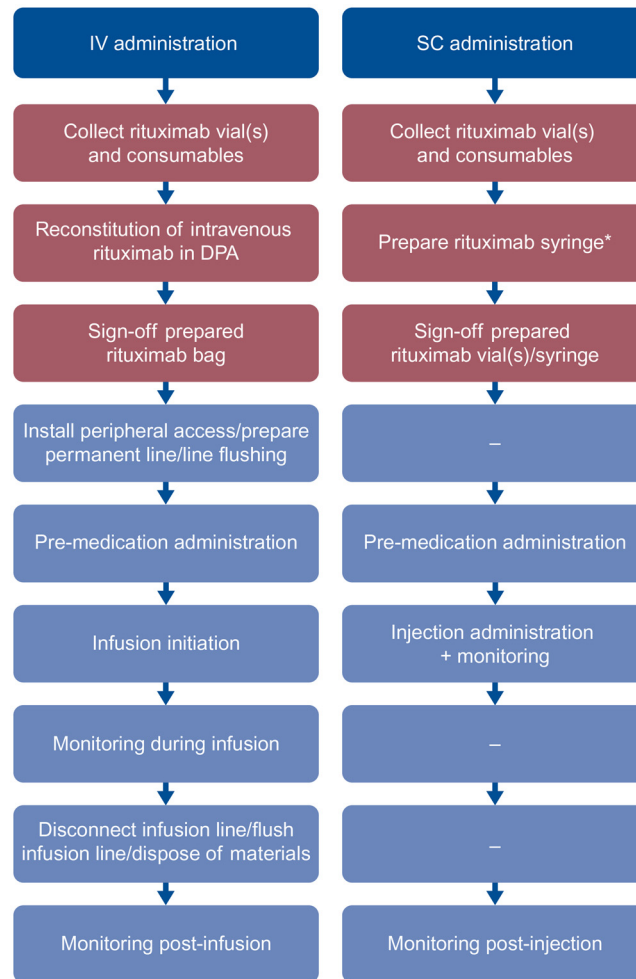 IV administration
SC administration
Collect rituximab vial(s)
and consumables
Collect rituximab vial(s)
and consumables
Reconstitution of intravenous
rituximab in DPA
Prepare rituximab syringe*
Sign-off prepared
rituximab bag
Sign-off prepared
rituximab vial(s)/syringe
Install peripheral access/prepare
permanent line/line flushing
–
Pre-medication administration
Pre-medication administration
Infusion initiation
Injection administration
+ monitoring
Monitoring during infusion
–
Disconnect infusion line/flush
infusion line/dispose of materials
–
Monitoring post-infusion
Monitoring post-injection